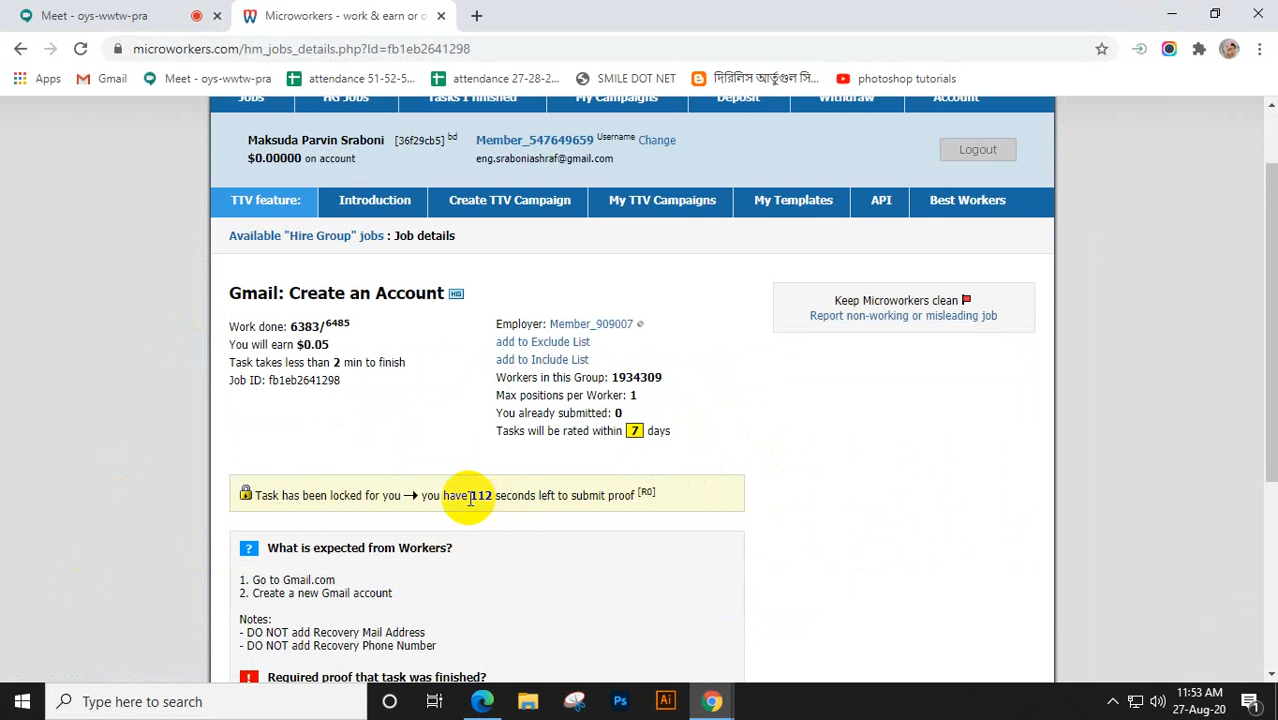 Meet - oys-wwtw-pra
Microworkers - work & earn or o
microworkers.com/hm_jobs_details.php?Id=fb1eb2641298
Apps
Gmail
Meet - oys-wwtw-pra
attendance 51-52-5...
attendance 27-28-2...
SMILE DOT NET
দিরিলিস আর্তুগুল সি...
photoshop tutorials
Jobs
HG Jobs
Tasks I finished
My Campaigns
Deposit
Withdraw
Account
Maksuda Parvin Sraboni [36f29cb5] bd
Member_547649659 Username Change
$0.00000 on account
eng.sraboniashraf@gmail.com
Logout
TTV feature:
Introduction
Create TTV Campaign
My TTV Campaigns
My Templates
API
Best Workers
Available "Hire Group" jobs : Job details
Gmail: Create an Account HG
Work done: 6383/6485
You will earn $0.05
Task takes less than 2 min to finish
Job ID: fb1eb2641298
Employer: Member_909007
add to Exclude List
add to Include List
Workers in this Group: 1934309
Max positions per Worker: 1
You already submitted: 0
Tasks will be rated within 7 days
Keep Microworkers clean
Report non-working or misleading job
Task has been locked for you → you have 112 seconds left to submit proof [R0]
? What is expected from Workers?
1. Go to Gmail.com
2. Create a new Gmail account
Notes:
- DO NOT add Recovery Mail Address
- DO NOT add Recovery Phone Number
! Required proof that task was finished?
Type here to search
Ps
Ai
11:53 AM
27-Aug-20
1